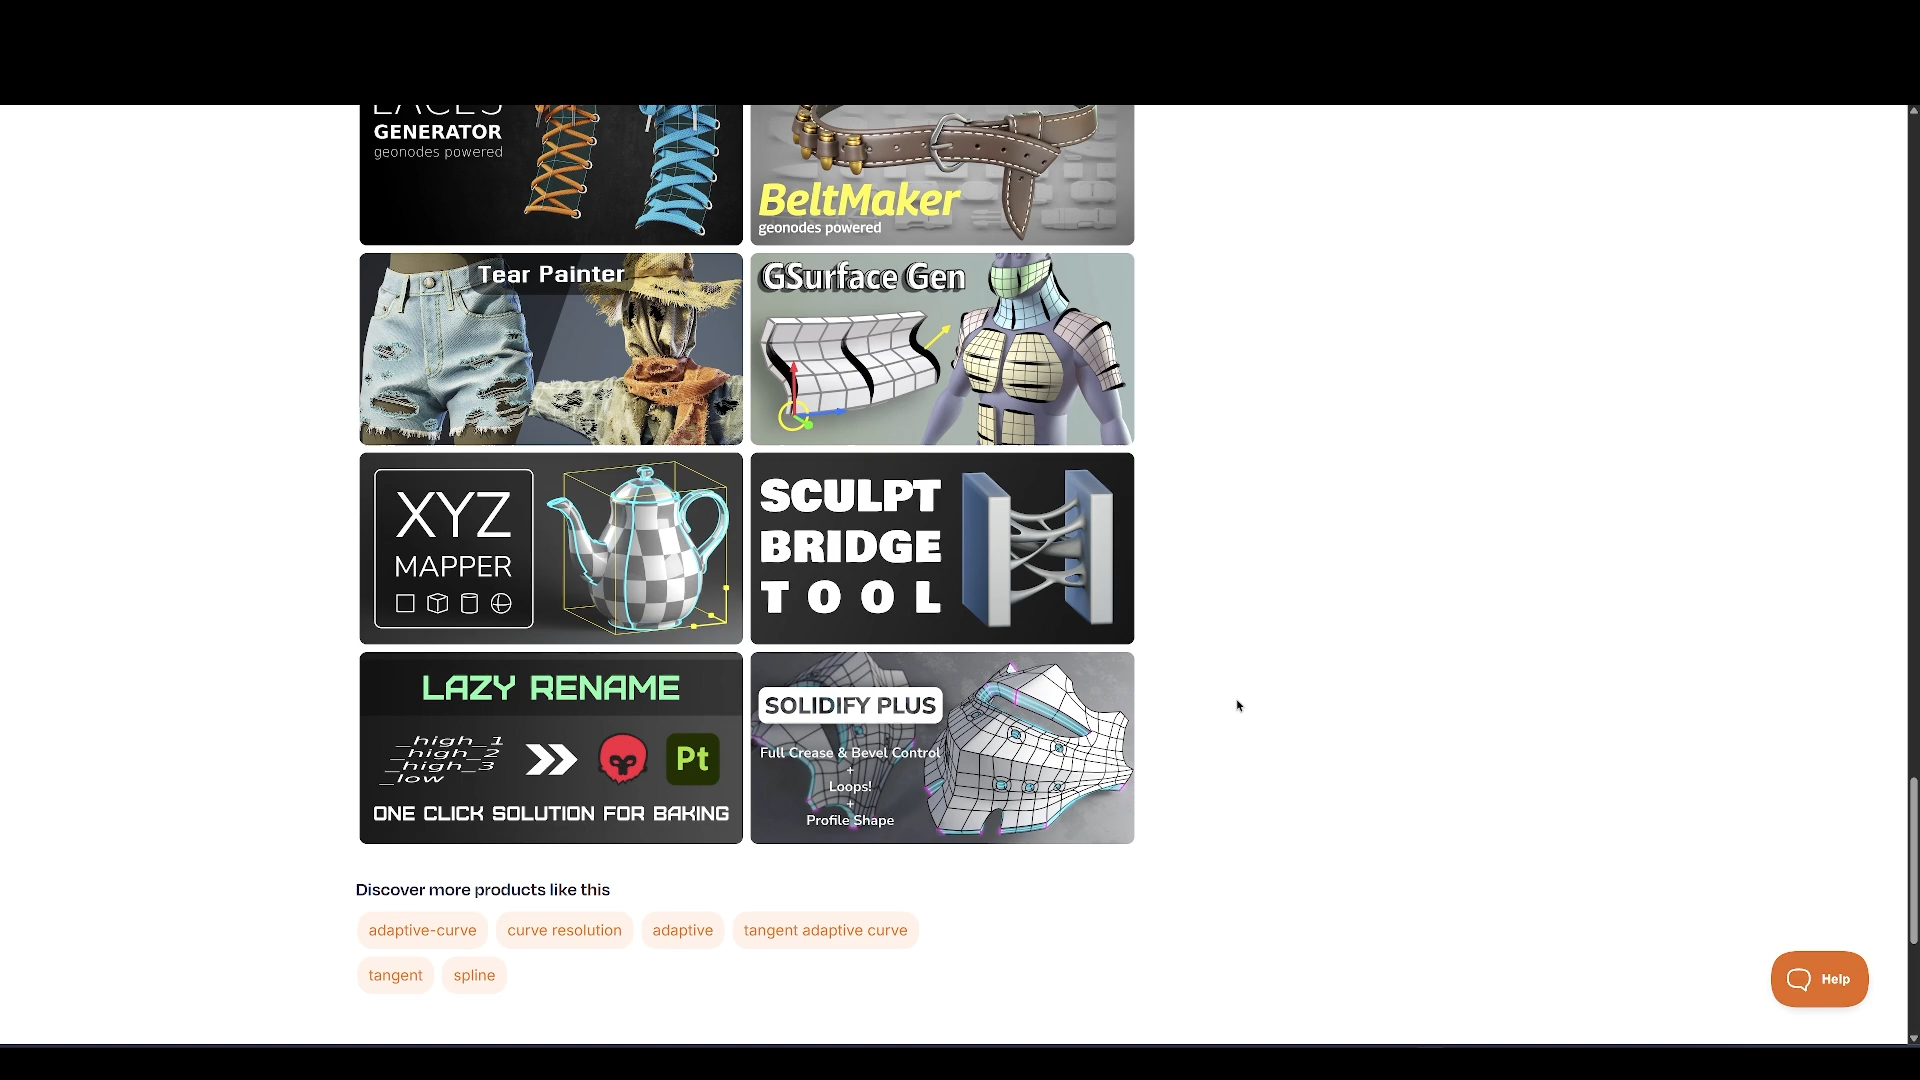 LACES
GENERATOR
geonodes powered
BeltMaker
geonodes powered
Tear Painter
GSurface Gen
XYZ
MAPPER
SCULPT
BRIDGE
TOOL
LAZY RENAME
_high_1
_high_2
_high_3
_low
Pt
ONE CLICK SOLUTION FOR BAKING
SOLIDIFY PLUS
Full Crease & Bevel Control
+
Loops!
+
Profile Shape
Discover more products like this
adaptive-curve
curve resolution
adaptive
tangent adaptive curve
tangent
spline
Help